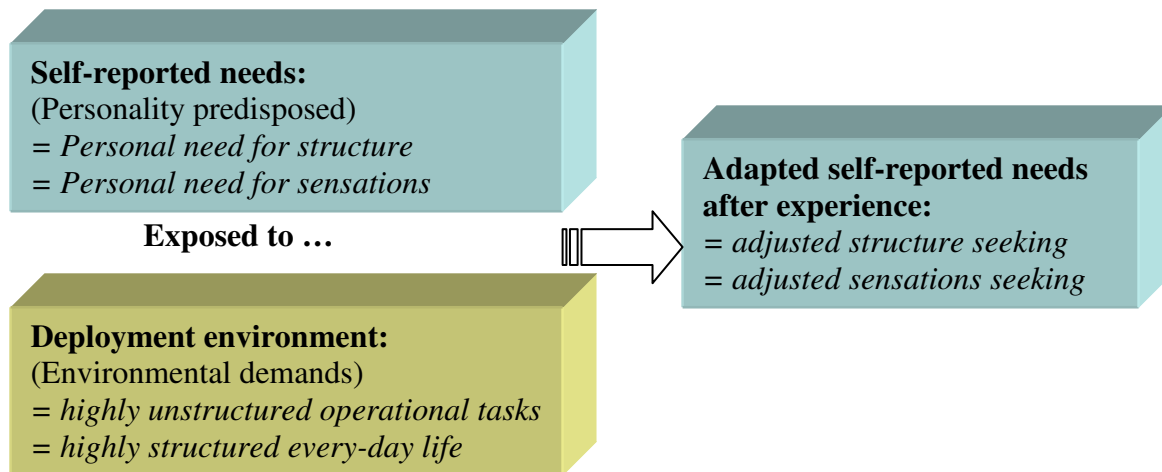 Self-reported needs:
(Personality predisposed)
= Personal need for structure
= Personal need for sensations
Exposed to …
Deployment environment:
(Environmental demands)
= highly unstructured operational tasks
= highly structured every-day life
Adapted self-reported needs
after experience:
= adjusted structure seeking
= adjusted sensations seeking